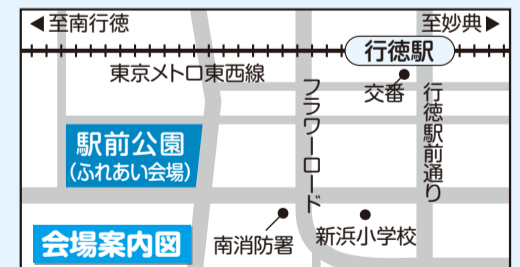 ◀至南行徳
至妙典▶
行徳駅
東京メトロ東西線
交番
フラワーロード
行徳駅前通り
駅前公園
(ふれあい会場)
会場案内図
南消防署
新浜小学校